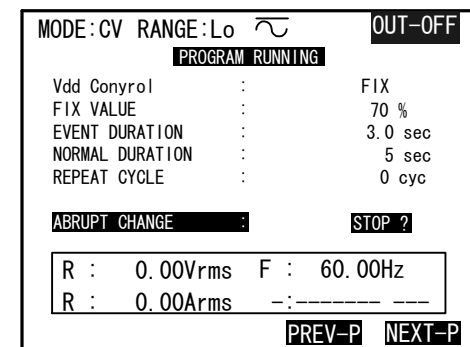 MODE:CV RANGE:Lo OUT-OFF
PROGRAM RUNNING
Vdd Conyrol : FIX
FIX VALUE : 70 %
EVENT DURATION : 3.0 sec
NORMAL DURATION : 5 sec
REPEAT CYCLE : 0 cyc
ABRUPT CHANGE : STOP ?
R : 0.00Vrms F : 60.00Hz
R : 0.00Arms -:------- ---
PREV-P NEXT-P